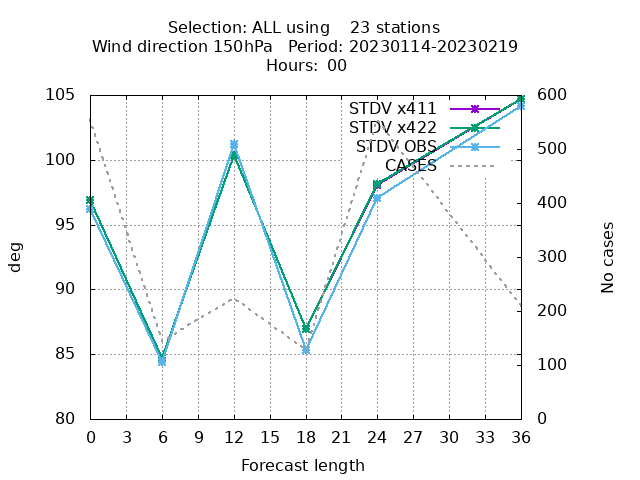 Selection: ALL using    23 stations
Wind direction 150hPa   Period: 20230114-20230219
Hours: 00
105
100
95
90
85
80
600
500
400
300
200
100
0
STDV x411
STDV x422
STDV OBS
CASES
deg
No cases
0 3 6 9 12 15 18 21 24 27 30 33 36
Forecast length